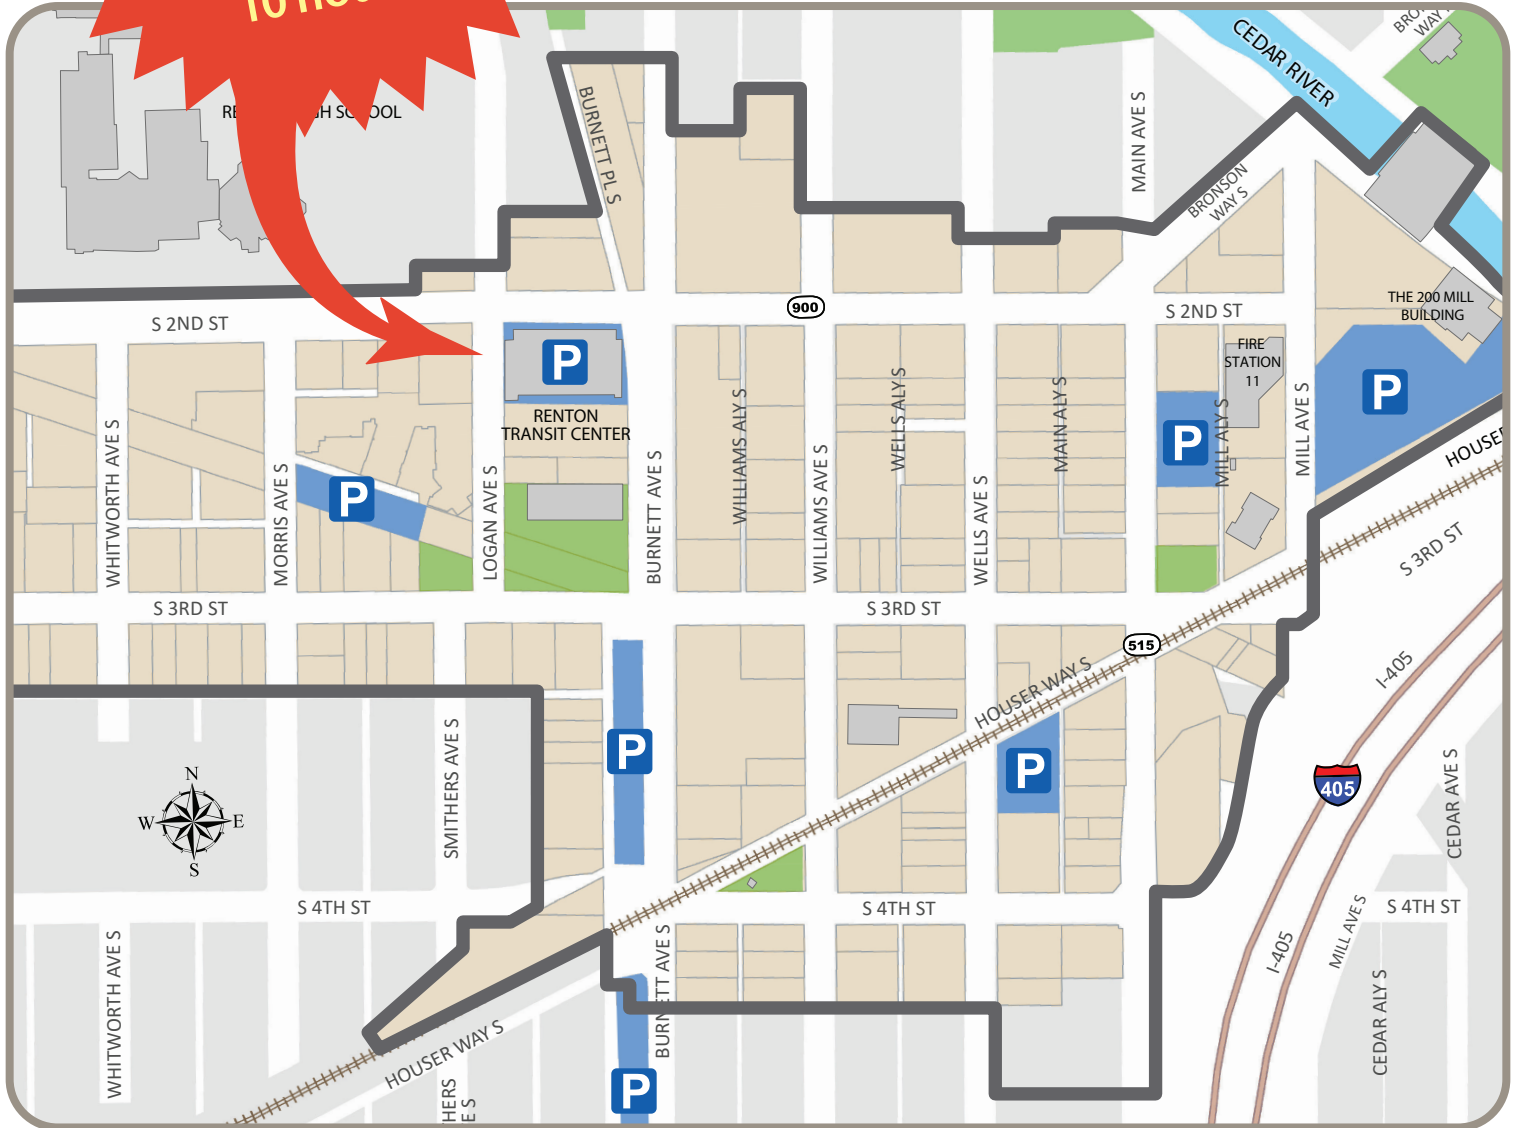 BURNETT PL S
CEDAR RIVER
MAIN AVE S
BRONSON
WAY S
S 2ND ST
900
S 2ND ST
THE 200 MILL
BUILDING
FIRE
STATION
11
P
P
P
P
RENTON
TRANSIT CENTER
WHITWORTH AVE S
MORRIS AVE S
LOGAN AVE S
BURNETT AVE S
WILLIAMS ALY S
WILLIAMS AVE S
WELLS ALY S
WELLS AVE S
MAIN ALY S
MILL ALY S
MILL AVE S
HOUSER
S 3RD ST
S 3RD ST
S 3RD ST
515
HOUSER WAY S
I-405
405
P
P
SMITHERS AVE S
CEDAR AVE S
N
W
E
S
S 4TH ST
S 4TH ST
S 4TH ST
WHITWORTH AVE S
BURNETT AVE S
I-405
MILL AVE S
CEDAR ALY S
HOUSER WAY S
P